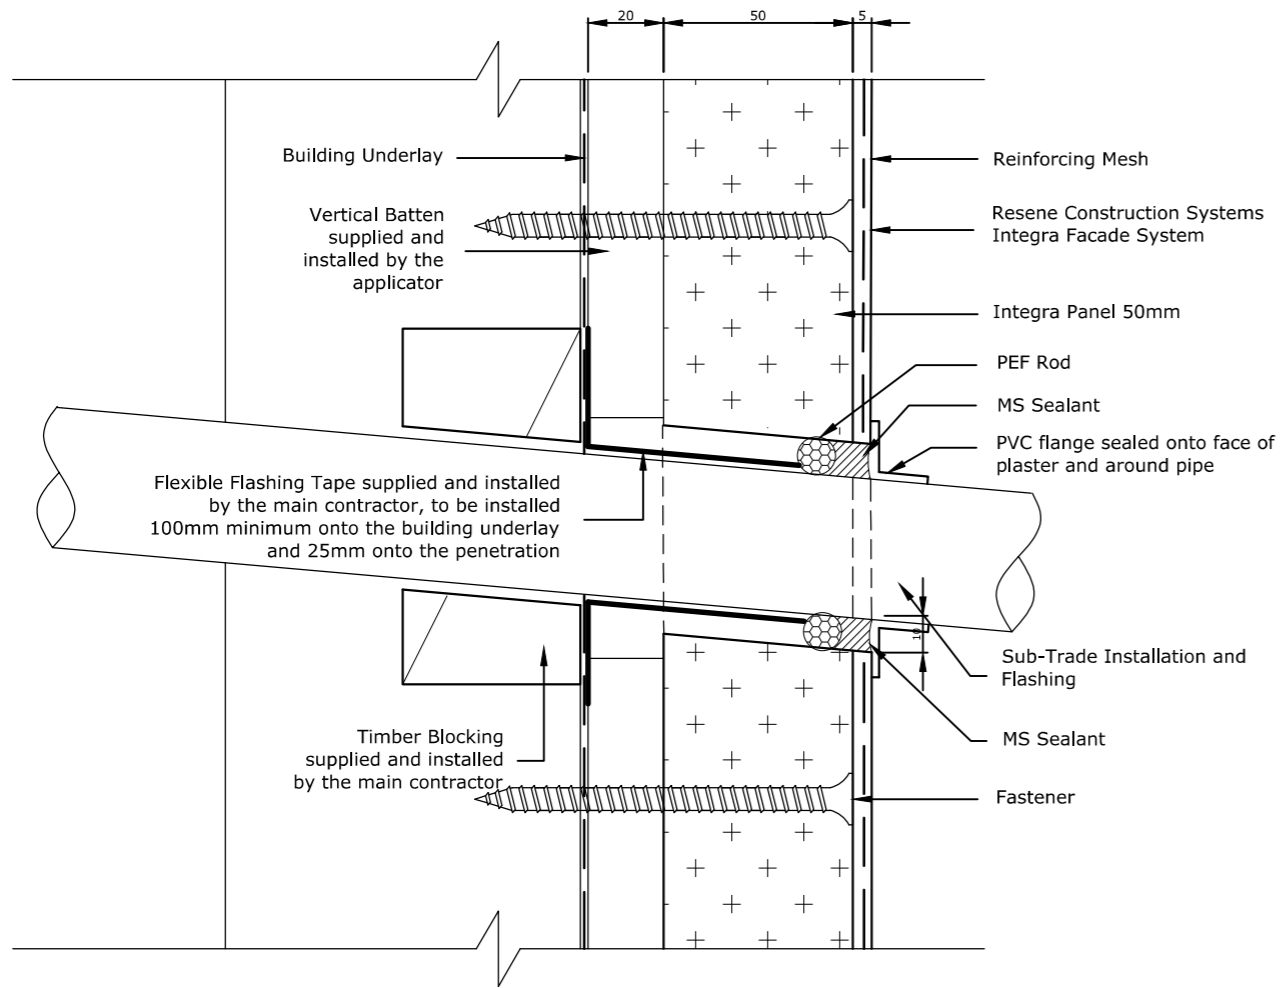 20
50
5
Building Underlay
Reinforcing Mesh
Vertical Batten
supplied and
installed by the
applicator
Resene Construction Systems
Integra Facade System
Integra Panel 50mm
PEF Rod
MS Sealant
PVC flange sealed onto face of
plaster and around pipe
Flexible Flashing Tape supplied and installed
by the main contractor, to be installed
100mm minimum onto the building underlay
and 25mm onto the penetration
10
Sub-Trade Installation and
Flashing
MS Sealant
Timber Blocking
supplied and installed
by the main contractor
Fastener